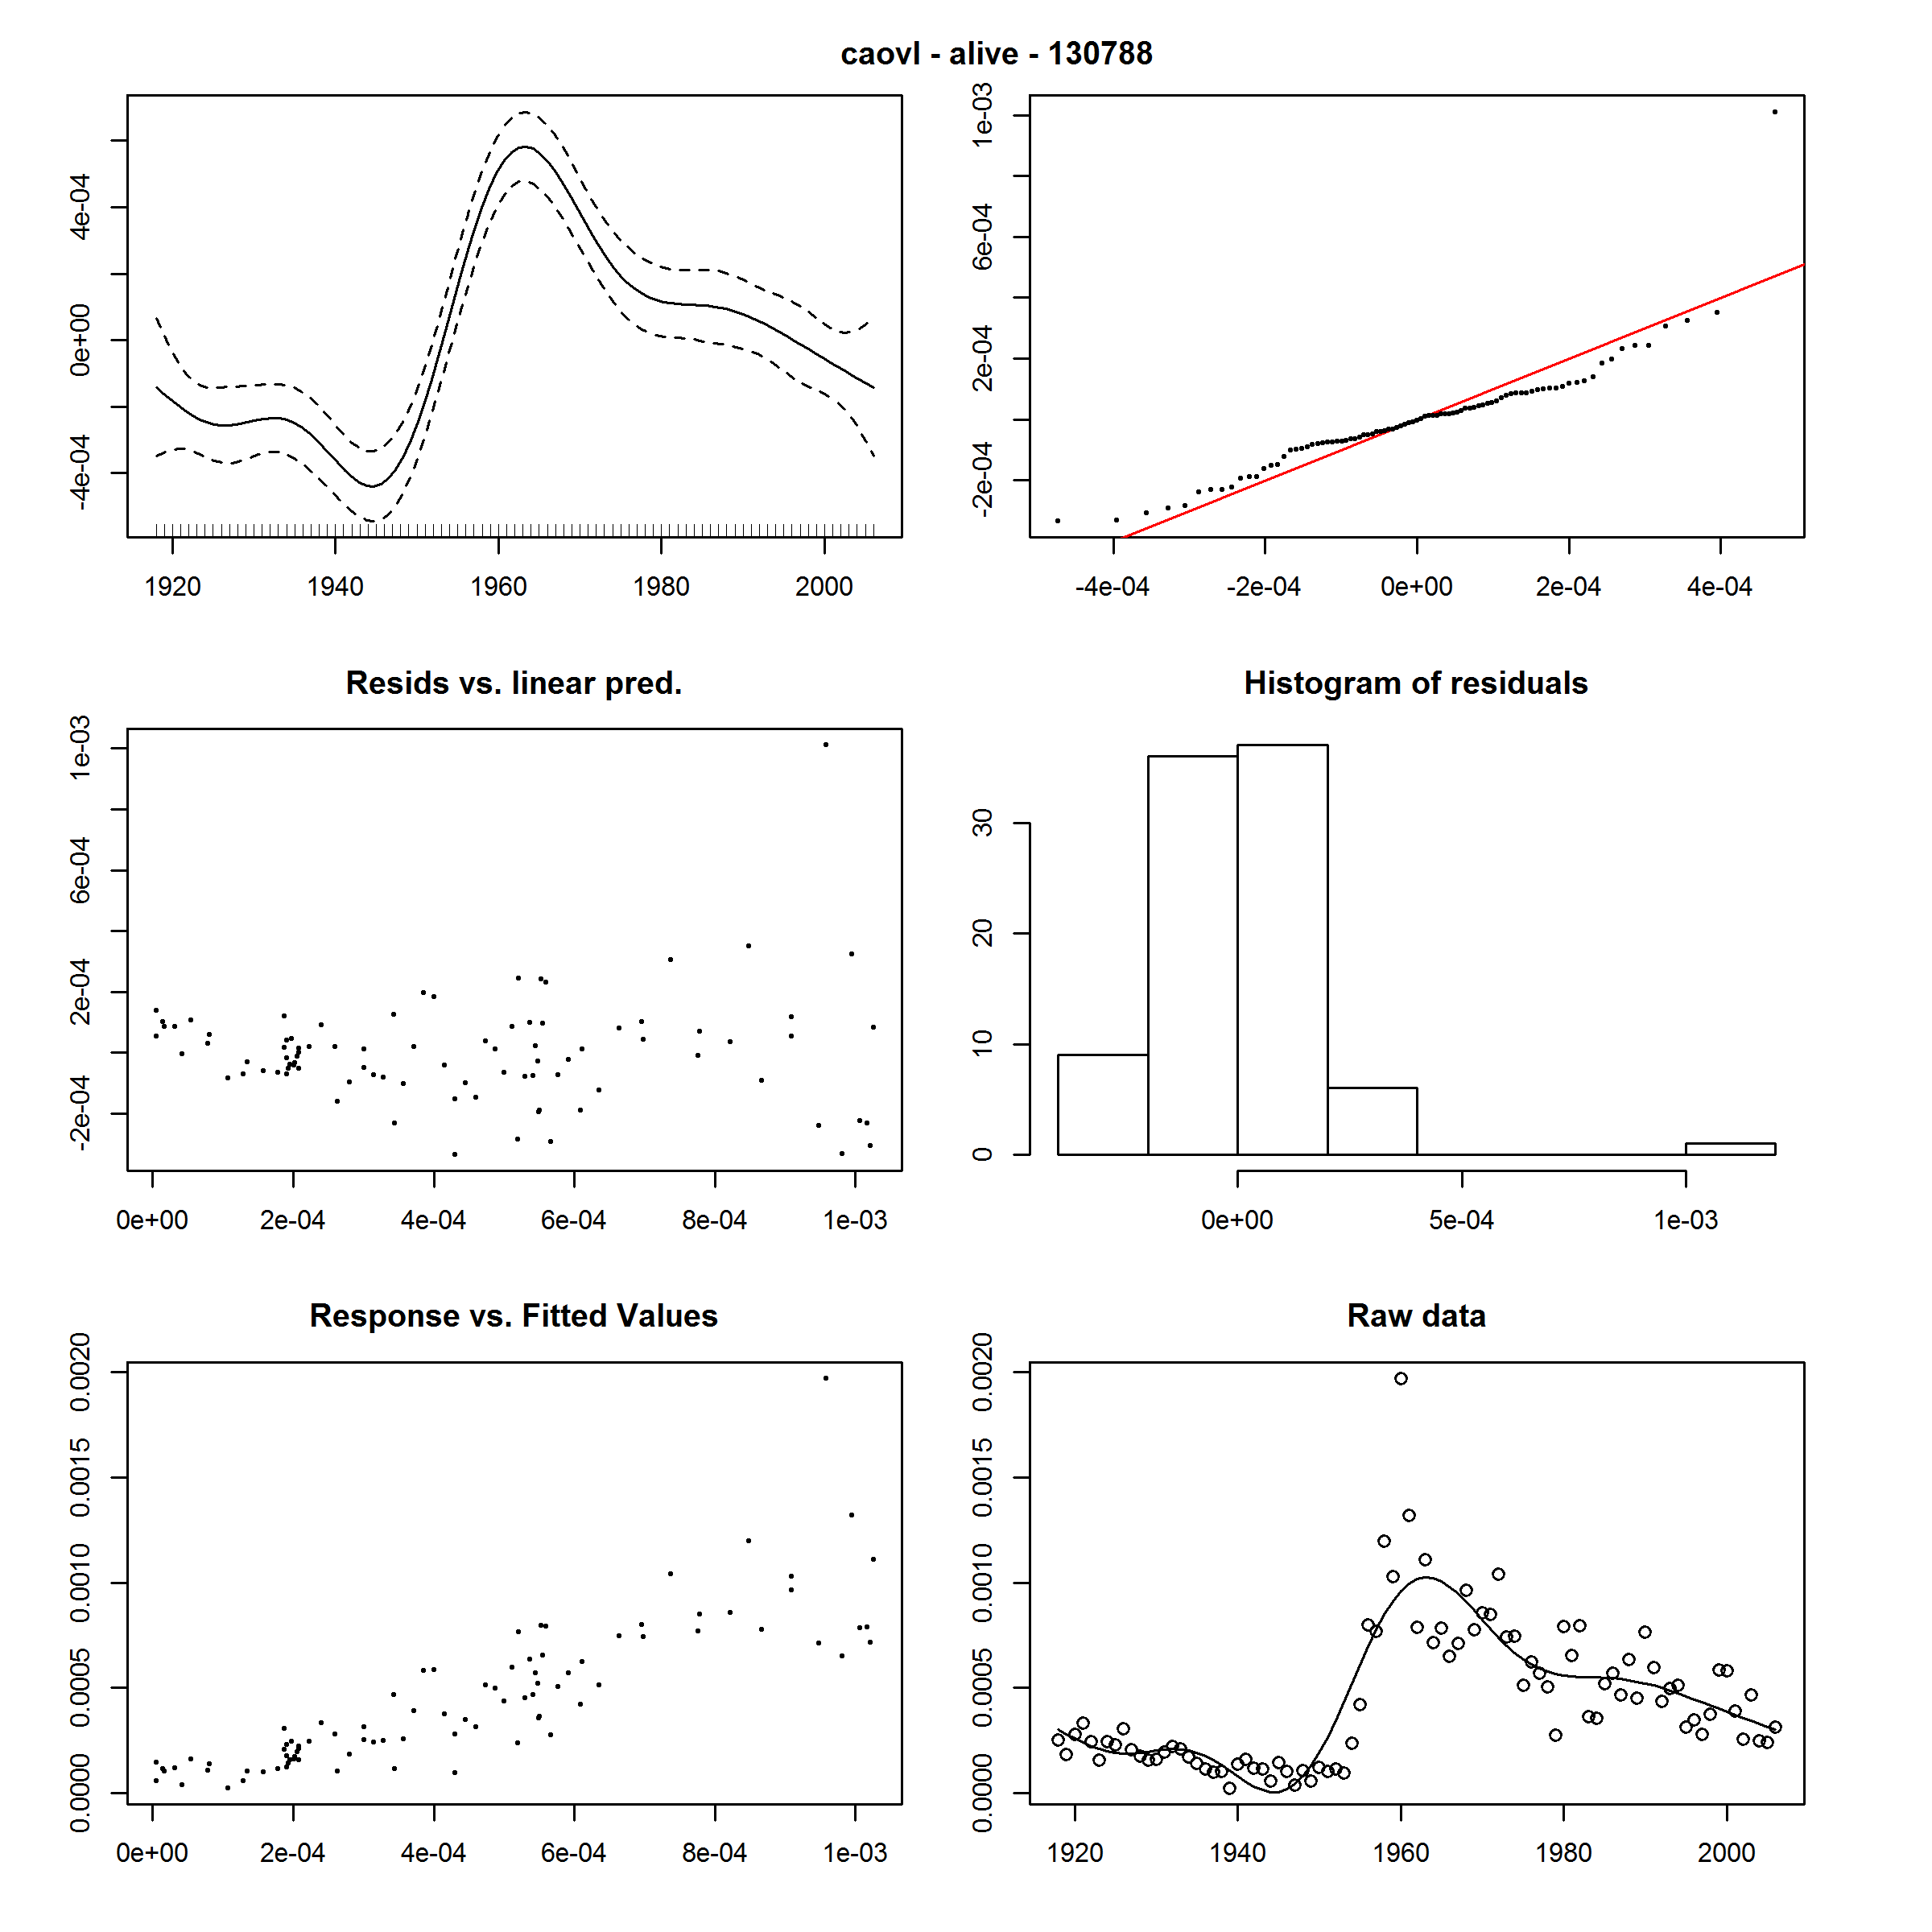 caovl - alive - 130788
4e-04
0e+00
-4e-04
1920 1940 1960 1980 2000
1e-03
6e-04
2e-04
-2e-04
-4e-04 -2e-04 0e+00 2e-04 4e-04
Resids vs. linear pred.
1e-03
6e-04
2e-04
-2e-04
0e+00 2e-04 4e-04 6e-04 8e-04 1e-03
Histogram of residuals
30
20
10
0
0e+00 5e-04 1e-03
Response vs. Fitted Values
0.0020
0.0015
0.0010
0.0005
0.0000
0e+00 2e-04 4e-04 6e-04 8e-04 1e-03
Raw data
0.0020
0.0015
0.0010
0.0005
0.0000
1920 1940 1960 1980 2000